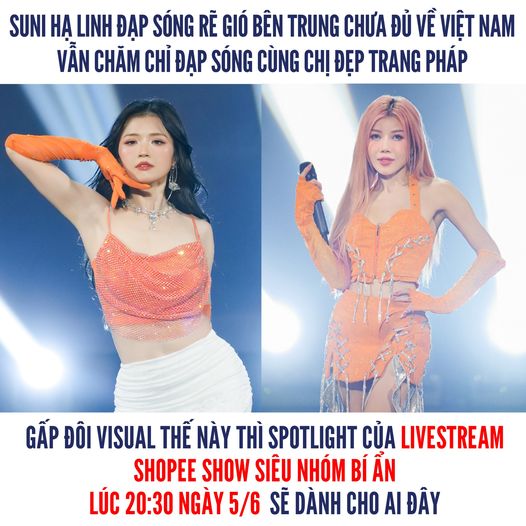 SUNI HẠ LINH ĐẠP SÓNG RẼ GIÓ BÊN TRUNG CHƯA ĐỦ VỀ VIỆT NAM
VẪN CHĂM CHỈ ĐẠP SÓNG CÙNG CHỊ ĐẸP TRANG PHÁP
GẤP ĐÔI VISUAL THẾ NÀY THÌ SPOTLIGHT CỦA LIVESTREAM
SHOPEE SHOW SIÊU NHÓM BÍ ẨN
LÚC 20:30 NGÀY 5/6 SẼ DÀNH CHO AI ĐÂY